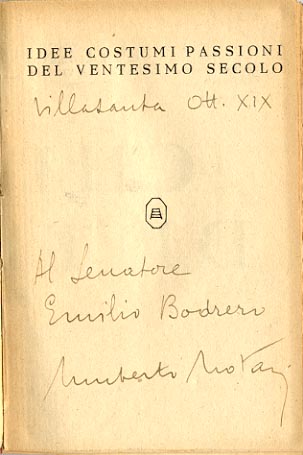 IDEE COSTUMI PASSIONI
DEL VENTESIMO SECOLO
Villasanta Ott. XIX
Al Senatore
Emilio Bodrero
Umberto Notari